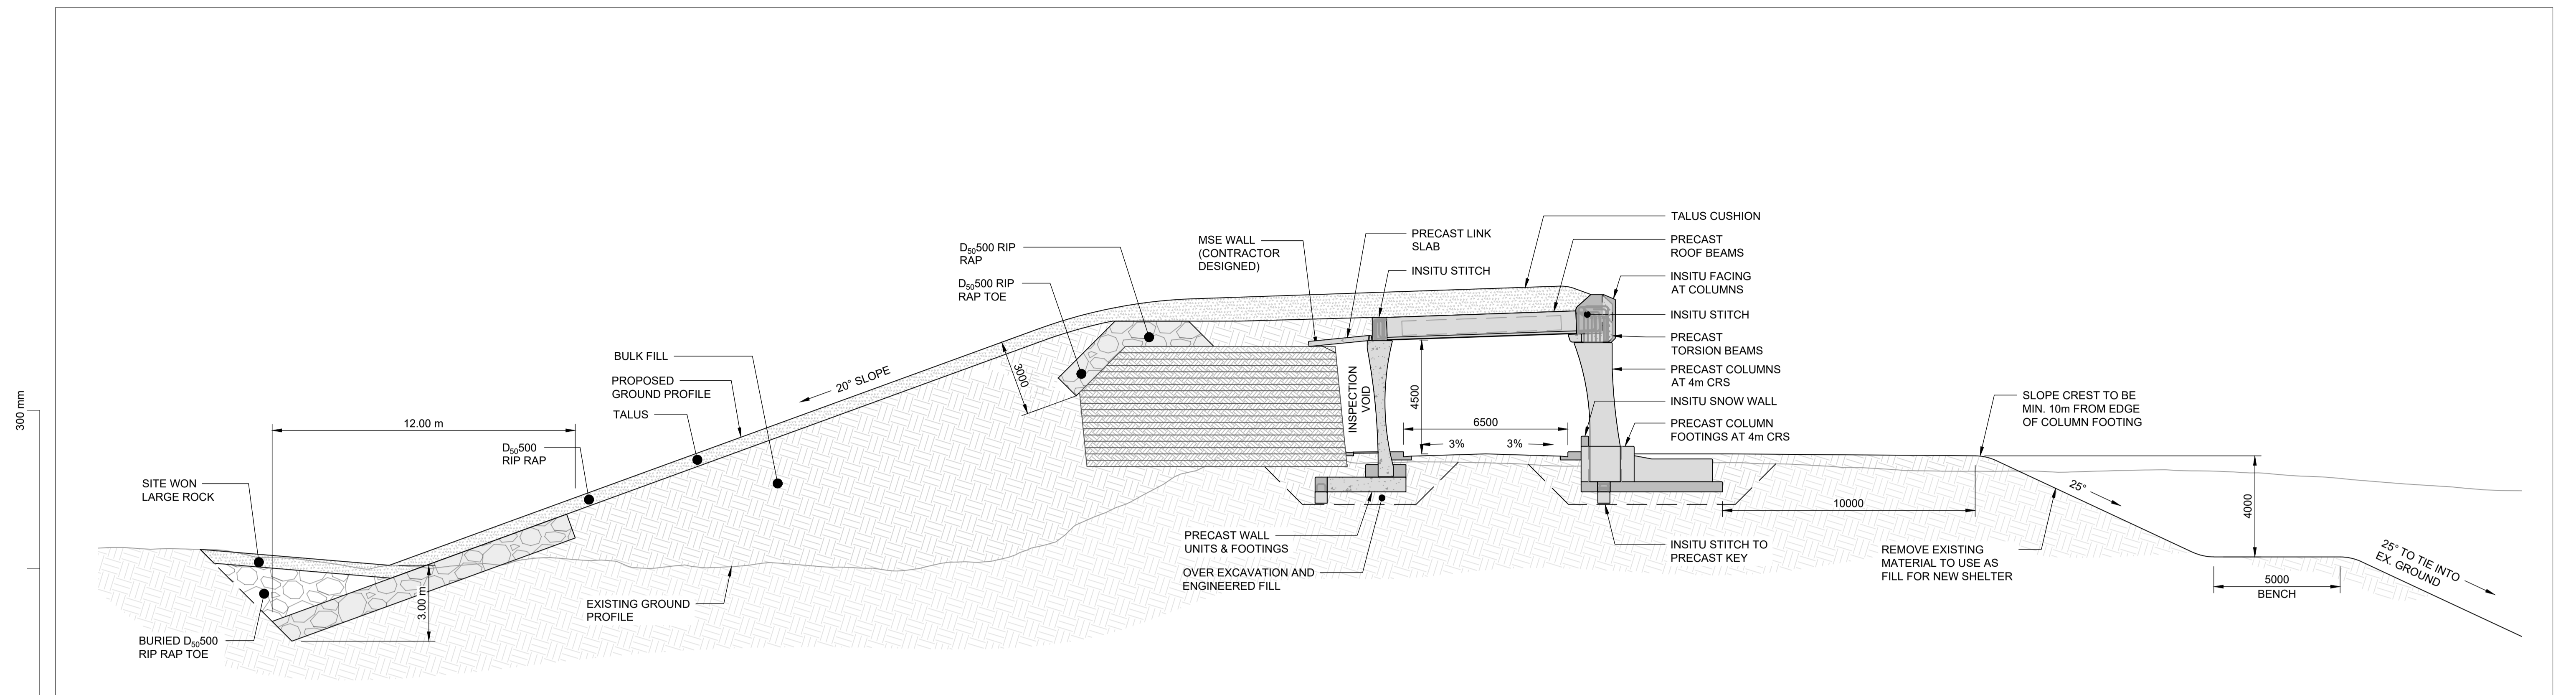 300 mm
12.00 m
SITE WON
LARGE ROCK
BURIED D₅₀500
RIP RAP TOE
3.00 m
D₅₀500
RIP RAP
TALUS
PROPOSED
GROUND PROFILE
BULK FILL
EXISTING GROUND
PROFILE
20° SLOPE
D₅₀500 RIP
RAP
D₅₀500 RIP
RAP TOE
3000
MSE WALL
(CONTRACTOR
DESIGNED)
PRECAST LINK
SLAB
INSITU STITCH
INSPECTION
VOID
4500
6500
3%
3%
PRECAST WALL
UNITS & FOOTINGS
OVER EXCAVATION AND
ENGINEERED FILL
TALUS CUSHION
PRECAST
ROOF BEAMS
INSITU FACING
AT COLUMNS
INSITU STITCH
PRECAST
TORSION BEAMS
PRECAST COLUMNS
AT 4m CRS
INSITU SNOW WALL
PRECAST COLUMN
FOOTINGS AT 4m CRS
INSITU STITCH TO
PRECAST KEY
10000
SLOPE CREST TO BE
MIN. 10m FROM EDGE
OF COLUMN FOOTING
REMOVE EXISTING
MATERIAL TO USE AS
FILL FOR NEW SHELTER
25°
4000
5000
BENCH
25° TO TIE INTO
EX. GROUND